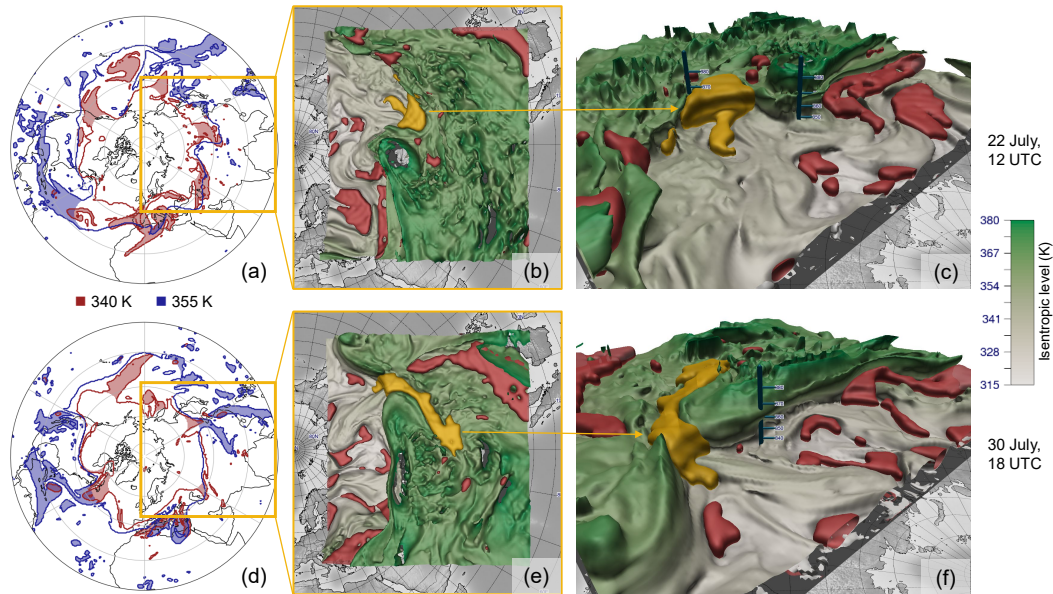 (a)
(b)
(c)
22 July,
12 UTC
340 K
355 K
380
367
354
341
328
315
Isentropic level (K)
(d)
(e)
(f)
30 July,
18 UTC